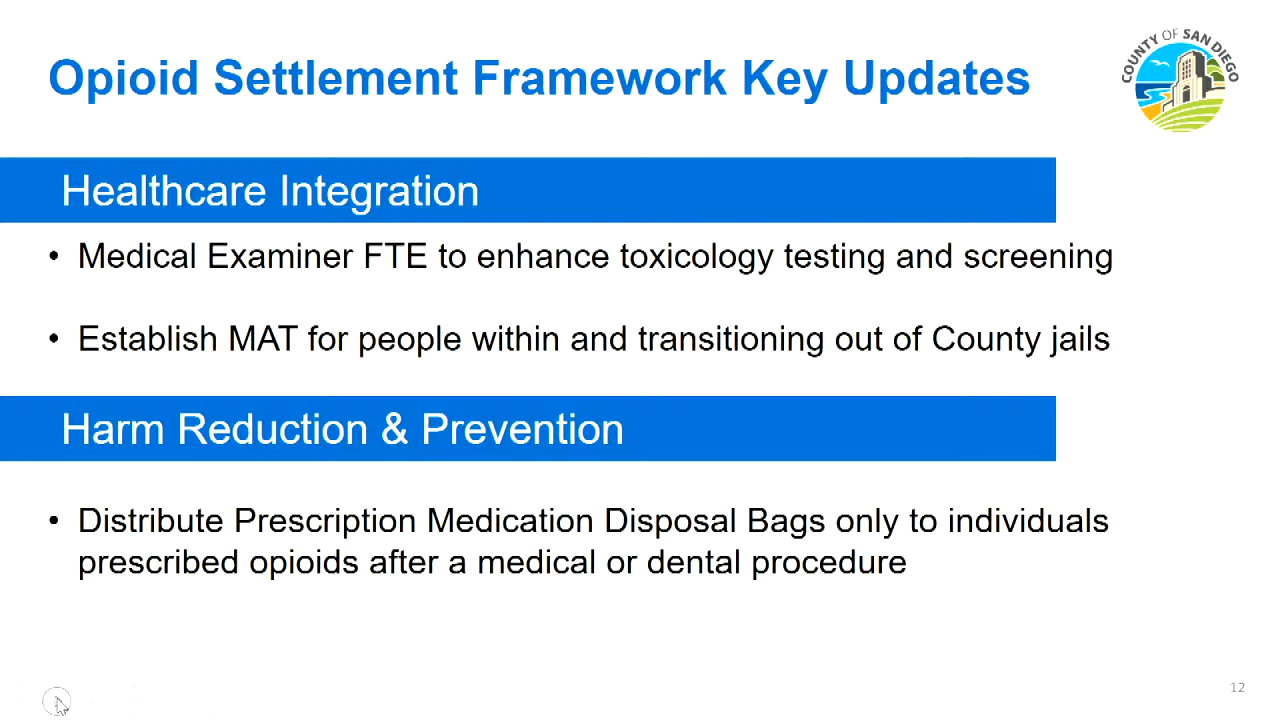 Opioid Settlement Framework Key Updates
COUNTY OF SAN DIEGO
Healthcare Integration
• Medical Examiner FTE to enhance toxicology testing and screening
• Establish MAT for people within and transitioning out of County jails
Harm Reduction & Prevention
• Distribute Prescription Medication Disposal Bags only to individuals
prescribed opioids after a medical or dental procedure
12